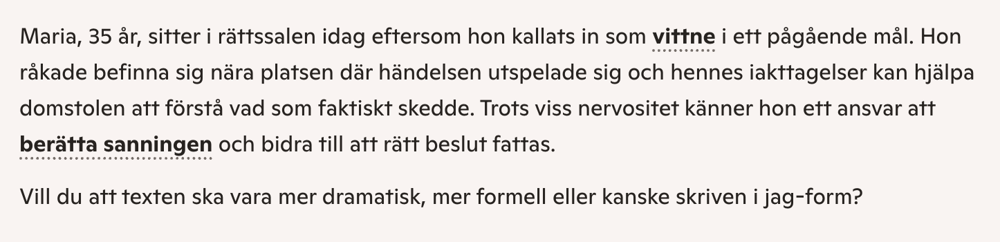 Maria, 35 år, sitter i rättssalen idag eftersom hon kallats in som vittne i ett pågående mål. Hon
råkade befinna sig nära platsen där händelsen utspelade sig och hennes iakttagelser kan hjälpa
domstolen att förstå vad som faktiskt skedde. Trots viss nervositet känner hon ett ansvar att
berätta sanningen och bidra till att rätt beslut fattas.
Vill du att texten ska vara mer dramatisk, mer formell eller kanske skriven i jag-form?